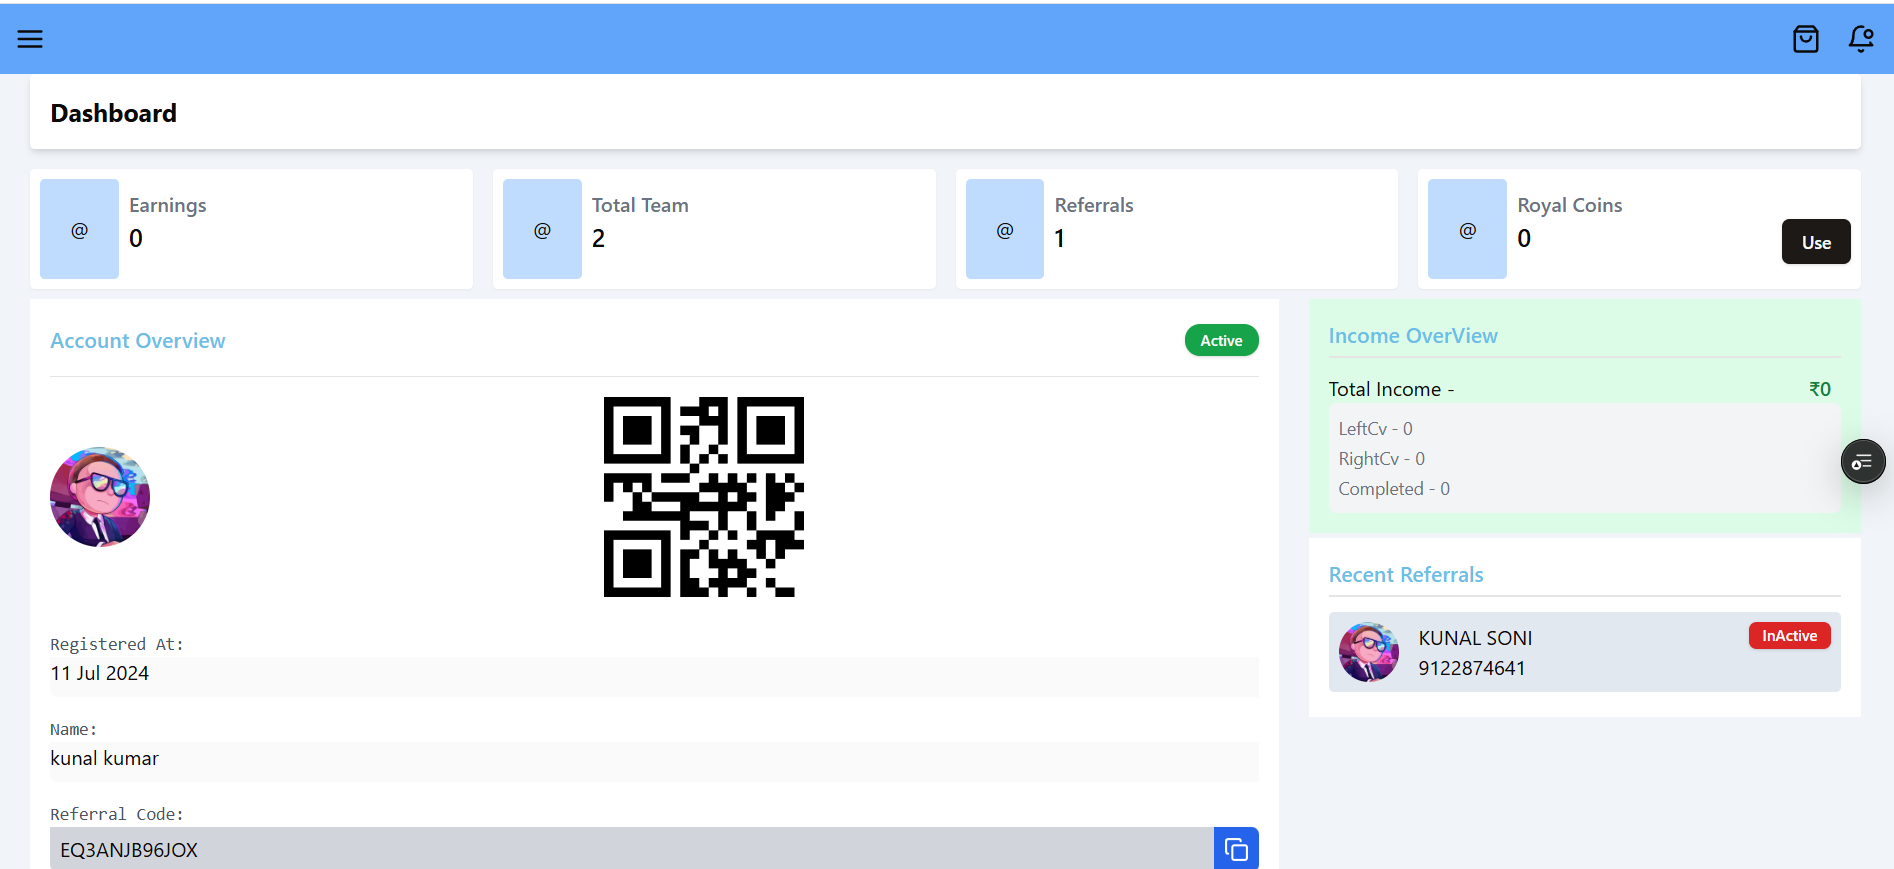 Dashboard
@
Earnings
0
@
Total Team
2
@
Referrals
1
@
Royal Coins
0
Use
Account Overview
Active
Registered At:
11 Jul 2024
Name:
kunal kumar
Referral Code:
EQ3ANJB96JOX
Income OverView
Total Income - ₹0
LeftCv - 0
RightCv - 0
Completed - 0
Recent Referrals
KUNAL SONI
InActive
9122874641